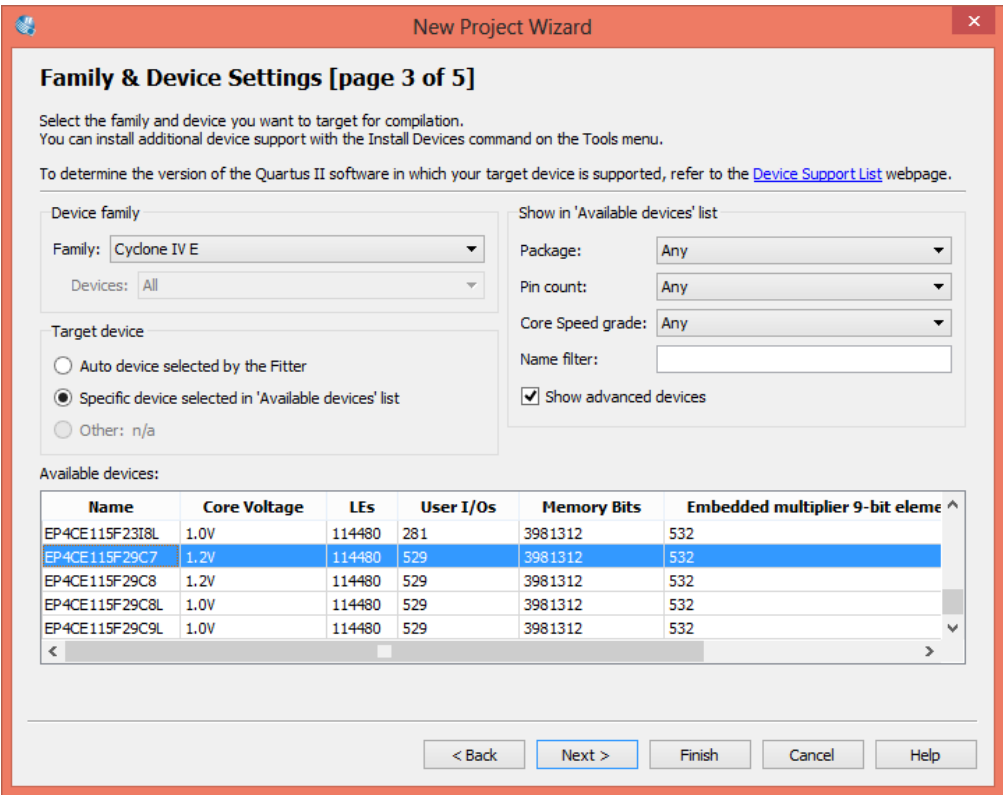 New Project Wizard
Family & Device Settings [page 3 of 5]
Select the family and device you want to target for compilation.
You can install additional device support with the Install Devices command on the Tools menu.
To determine the version of the Quartus II software in which your target device is supported, refer to the Device Support List webpage.
Device family
Family: Cyclone IV E
Devices: All
Target device
Auto device selected by the Fitter
Specific device selected in 'Available devices' list
Other: n/a
Show in 'Available devices' list
Package: Any
Pin count: Any
Core Speed grade: Any
Name filter:
Show advanced devices
Available devices:
Name Core Voltage LEs User I/Os Memory Bits Embedded multiplier 9-bit eleme
EP4CE115F23I8L 1.0V 114480 281 3981312 532
EP4CE115F29C7 1.2V 114480 529 3981312 532
EP4CE115F29C8 1.2V 114480 529 3981312 532
EP4CE115F29C8L 1.0V 114480 529 3981312 532
EP4CE115F29C9L 1.0V 114480 529 3981312 532
< Back Next > Finish Cancel Help